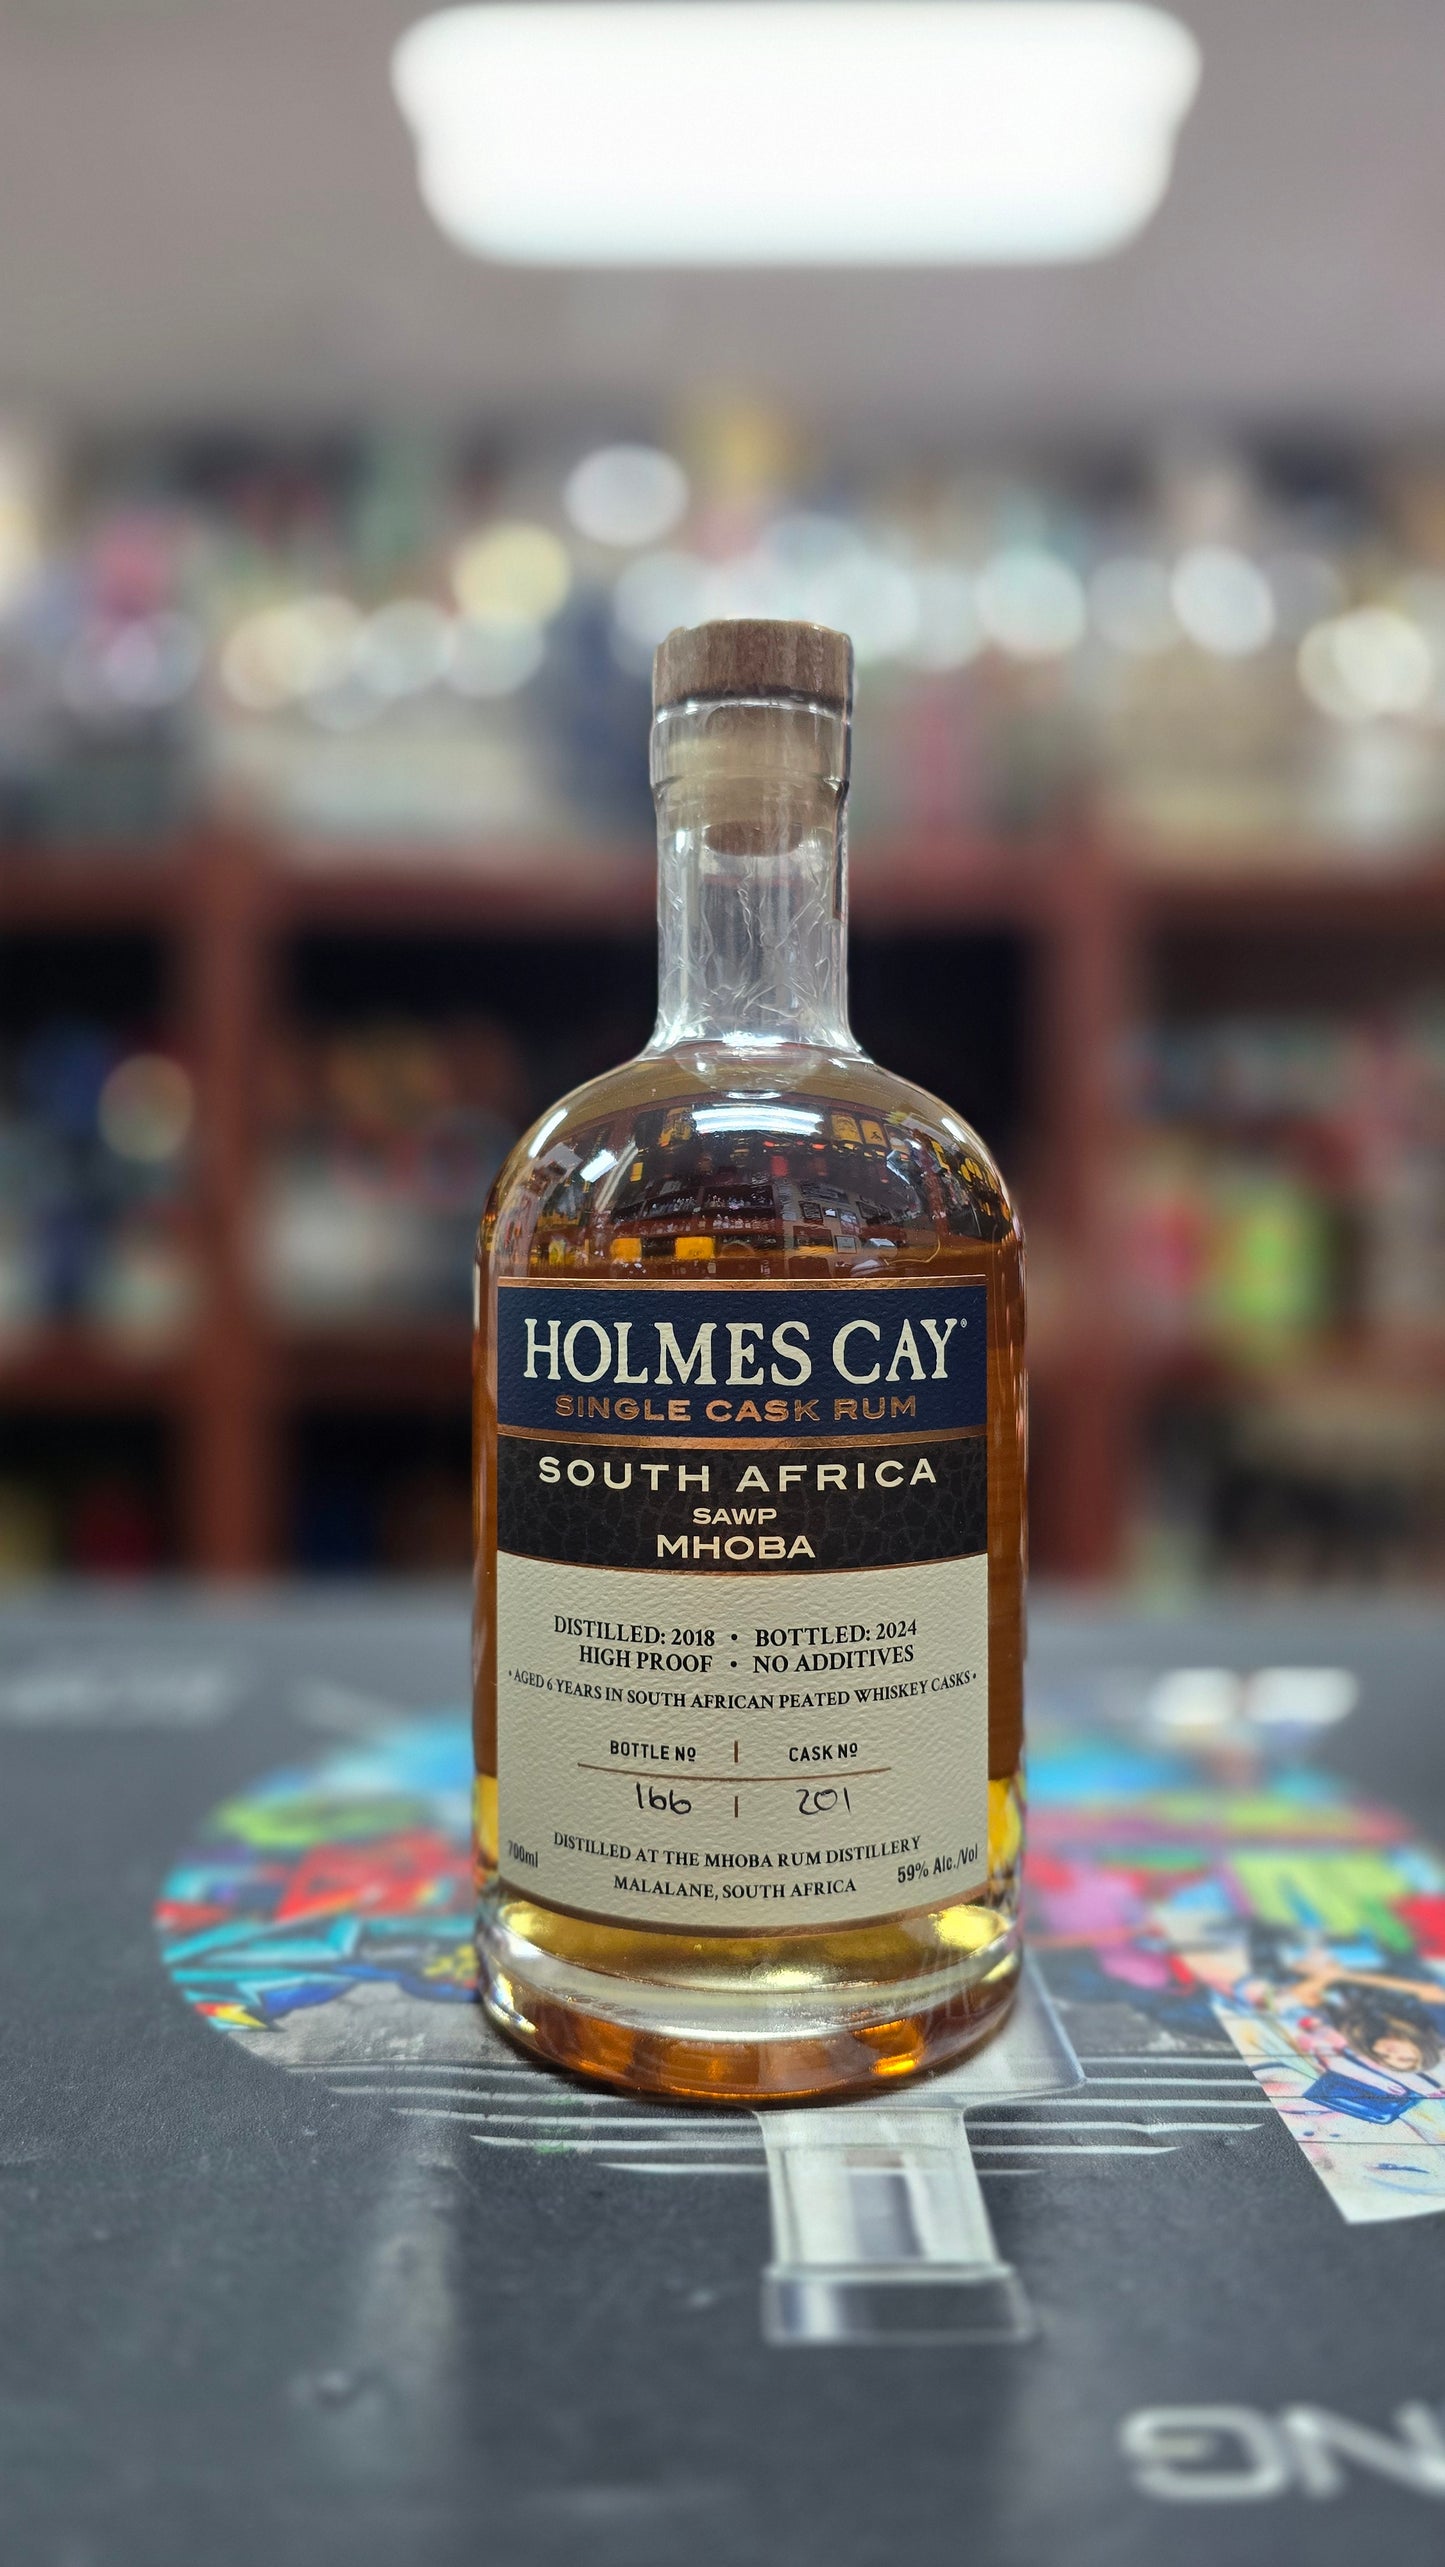 HOLMES CAY®
SINGLE CASK RUM
SOUTH AFRICA
SAWP
MHOBA
DISTILLED: 2018 • BOTTLED: 2024
HIGH PROOF • NO ADDITIVES
• AGED 6 YEARS IN SOUTH AFRICAN PEATED WHISKEY CASKS •
BOTTLE Nº | CASK Nº
166 | 201
DISTILLED AT THE MHOBA RUM DISTILLERY
700ml
59% Alc./Vol
MALALANE, SOUTH AFRICA